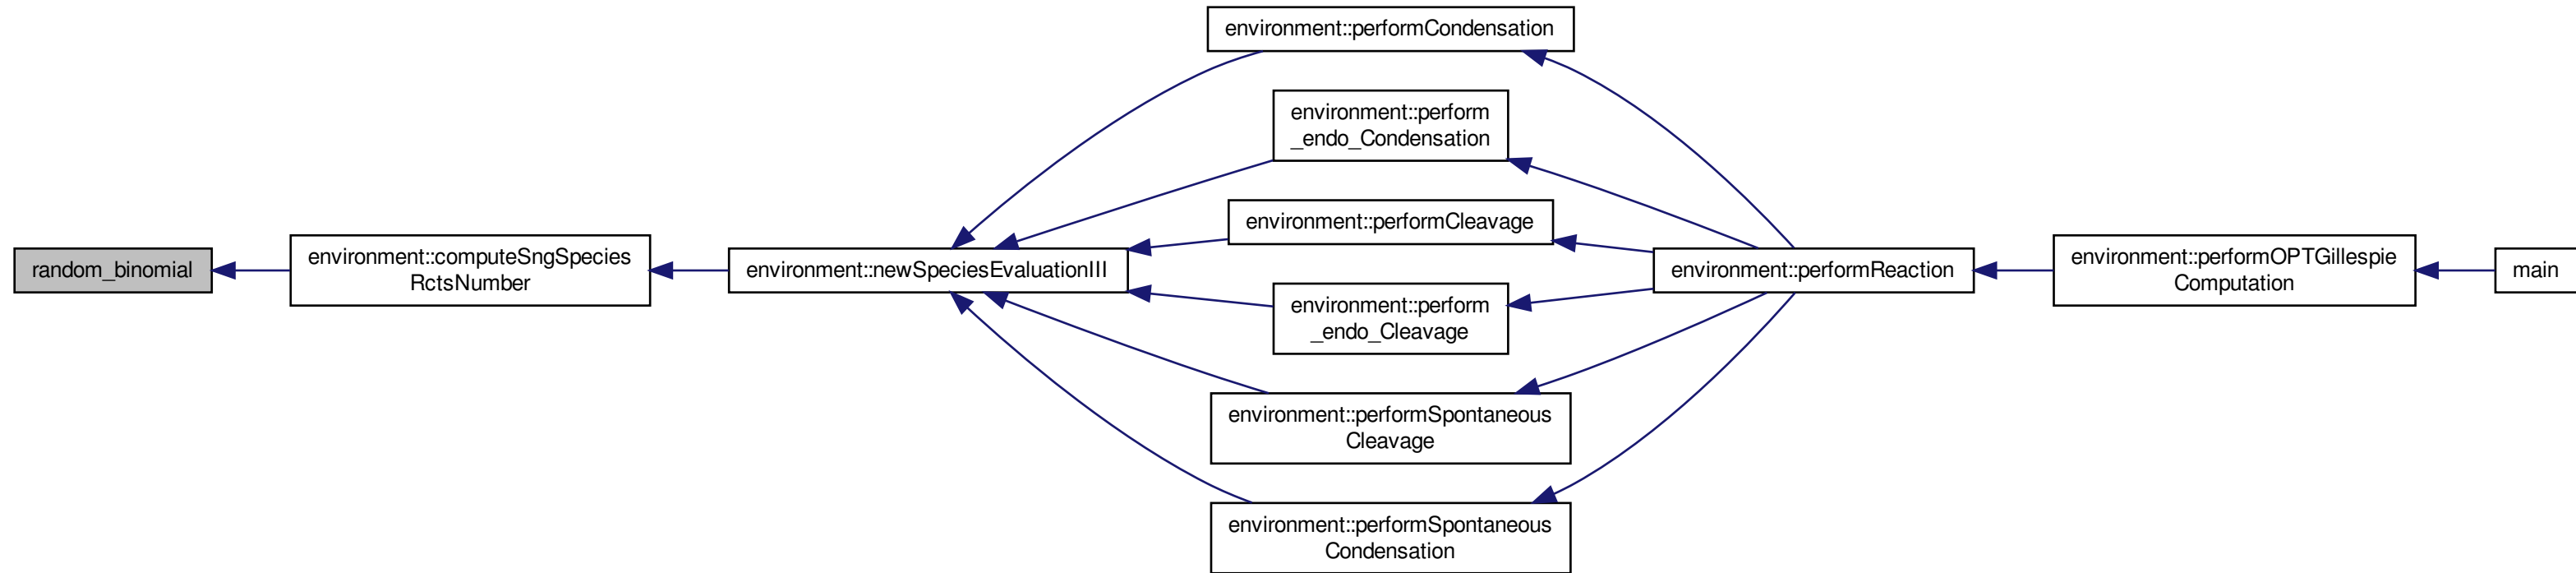 random_binomial
environment::computeSngSpecies
RctsNumber
environment::newSpeciesEvaluationIII
environment::performCondensation
environment::perform
_endo_Condensation
environment::performCleavage
environment::perform
_endo_Cleavage
environment::performSpontaneous
Cleavage
environment::performSpontaneous
Condensation
environment::performReaction
environment::performOPTGillespie
Computation
main